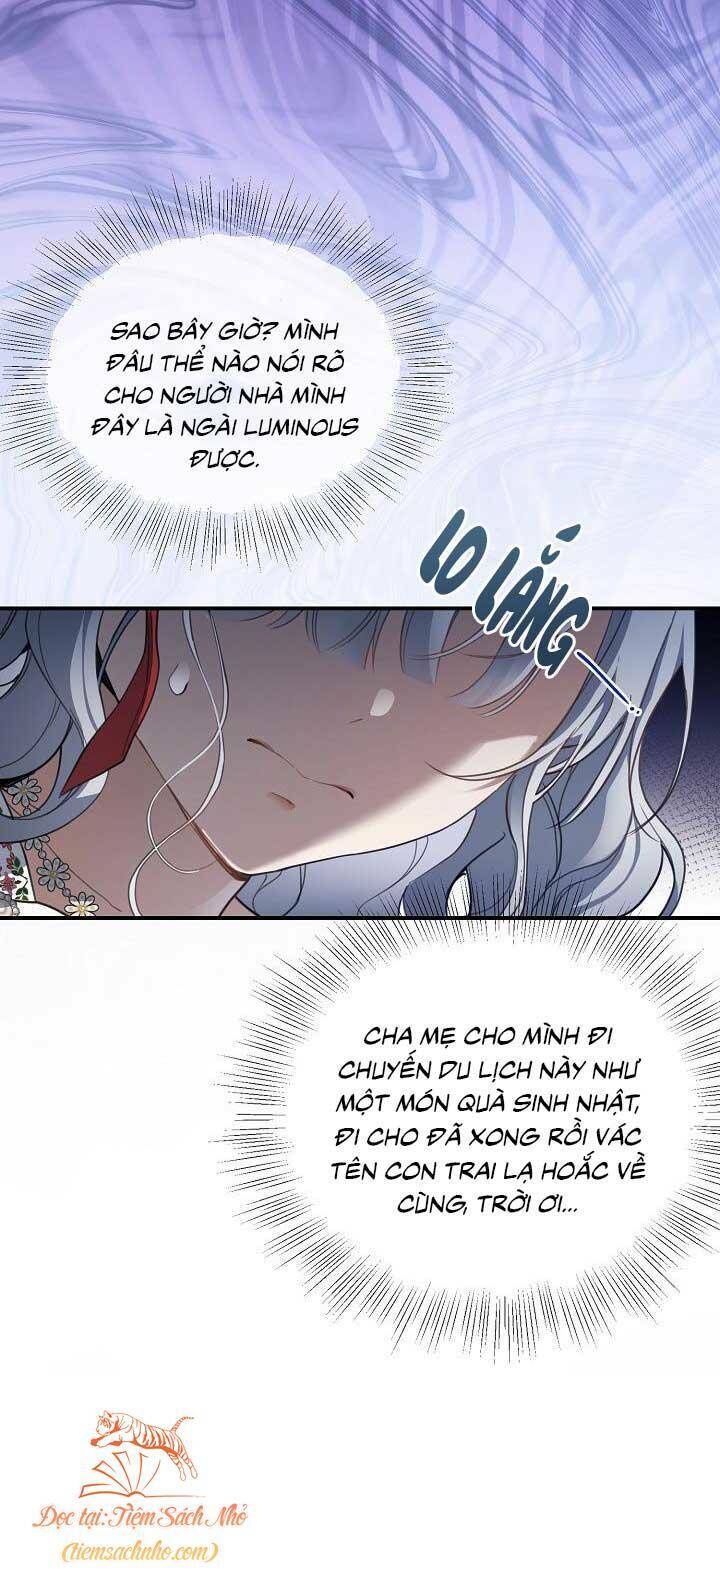 SAO BÂY GIỜ? MÌNH
ĐÂU THỂ NÀO NÓI RÕ
CHO NGƯỜI NHÀ MÌNH
ĐÂY LÀ NGÀI LUMINOUS
ĐƯỢC.
LO LẮNG
CHA MẸ CHO MÌNH ĐI
CHUYẾN DU LỊCH NÀY NHƯ
MỘT MÓN QUÀ SINH NHẬT,
ĐI CHO ĐÃ XONG RỒI VÁC
TÊN CON TRAI LẠ HOẮC VỀ
CÙNG, TRỜI ƠI...
Đọc tại: Tiệm Sách Nhỏ
(tiemsachnho.com)